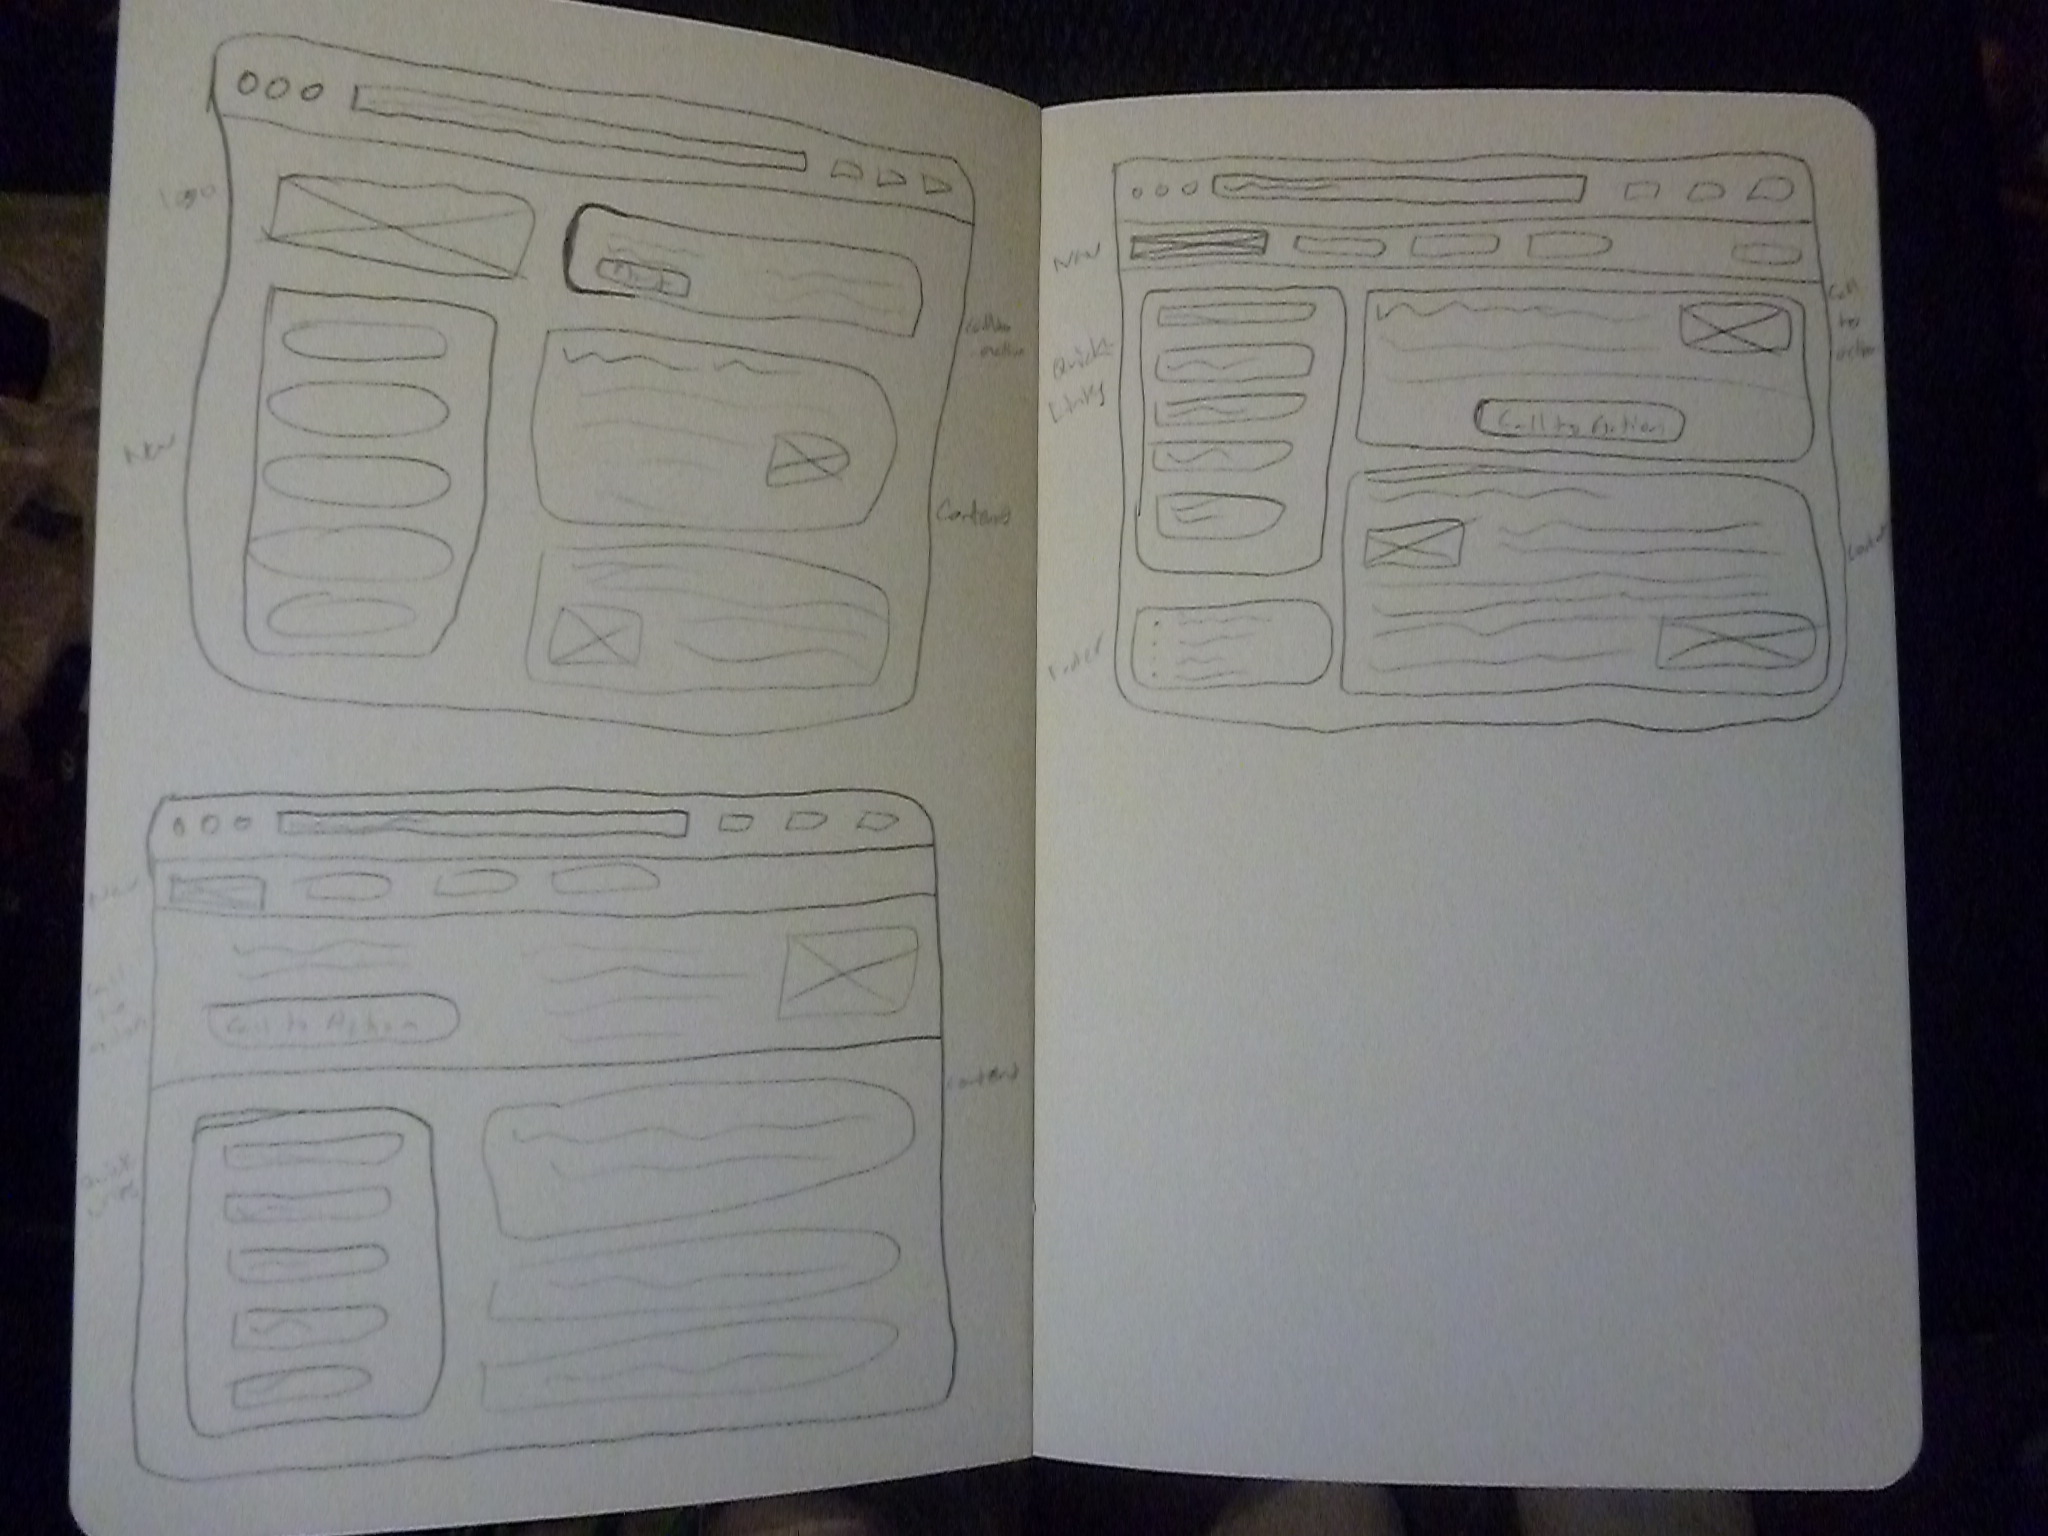 Logo
Nav
call to
action
Content
Nav
Call
to
action
Call to Action
Quick
Links
content
Nav
Quick
Links
Footer
Call
to
action
Call to Action
Content